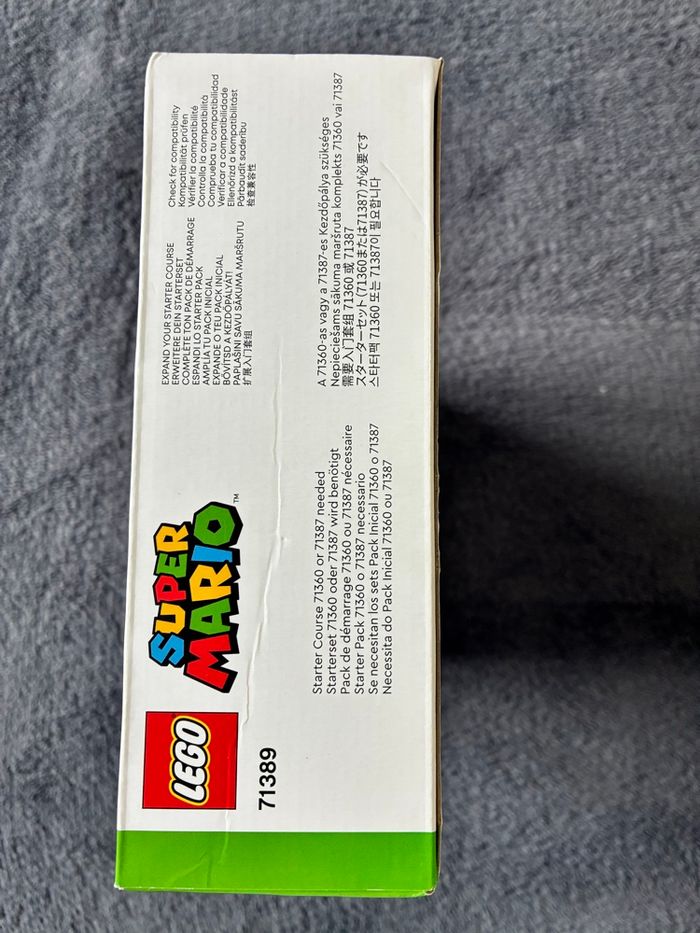 LEGO
SUPER
MARIO™
71389
EXPAND YOUR STARTER COURSE
ERWEITERE DEIN STARTERSET
COMPLÈTE TON PACK DE DÉMARRAGE
ESPANDI LO STARTER PACK
AMPLÍA TU PACK INICIAL
EXPANDE O TEU PACK INICIAL
BŐVÍTSD A KEZDŐPÁLYÁT!
PAPLAŠINI SAVU SĀKUMA MARŠRUTU
扩展入门套组
Check for compatibility
Kompatibilität prüfen
Vérifier la compatibilité
Controlla la compatibilità
Comprueba tu compatibilidad
Verificar a compatibilidade
Ellenőrizd a kompatibilitást
Pārbaudīt saderību
检查兼容性
Starter Course 71360 or 71387 needed
Starterset 71360 oder 71387 wird benötigt
Pack de démarrage 71360 ou 71387 nécessaire
Starter Pack 71360 o 71387 necessario
Se necesitan los sets Pack Inicial 71360 o 71387
Necessita do Pack Inicial 71360 ou 71387
A 71360-as vagy a 71387-es Kezdőpálya szükséges
Nepieciešams sākuma maršruta komplekts 71360 vai 71387
需要入门套组 71360 或 71387
スターターセット(71360または71387)が必要です
스타터팩 71360 또는 71387이 필요합니다